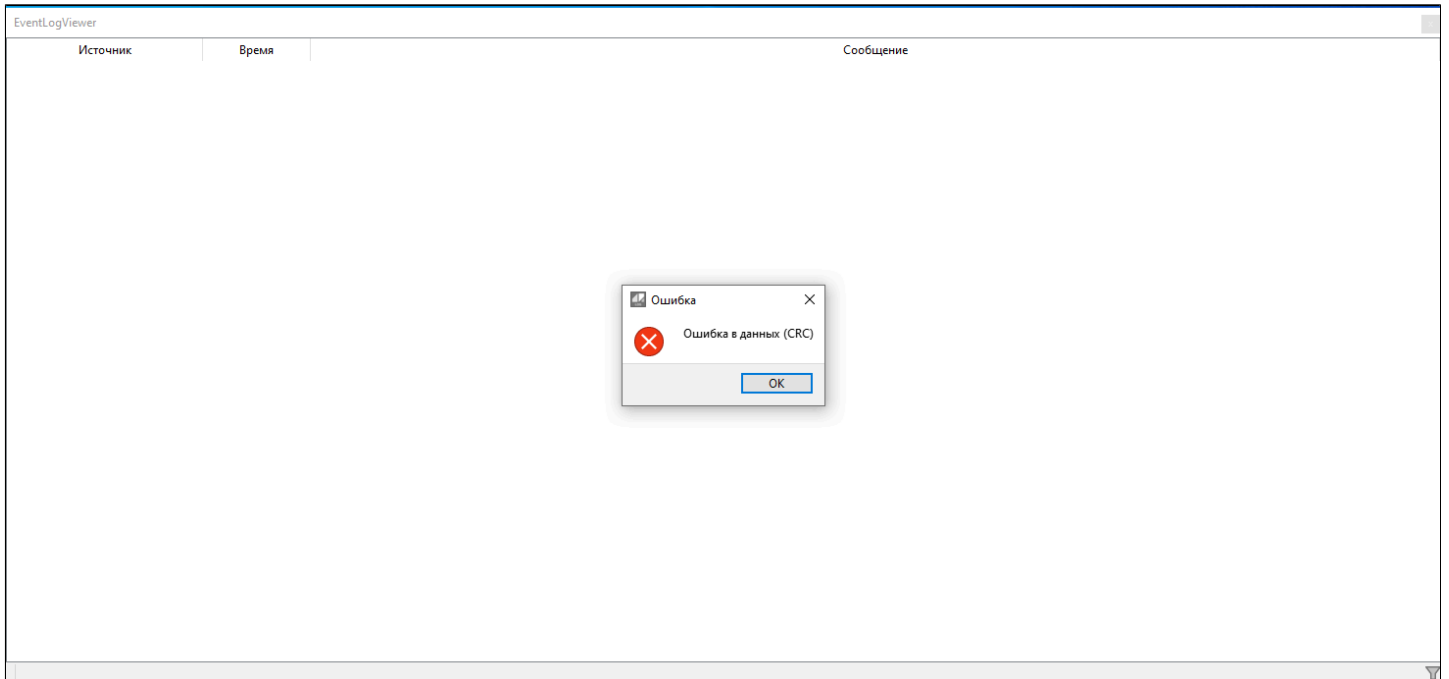 EventLogViewer
Источник Время Сообщение
Ошибка
Ошибка в данных (CRC)
OK